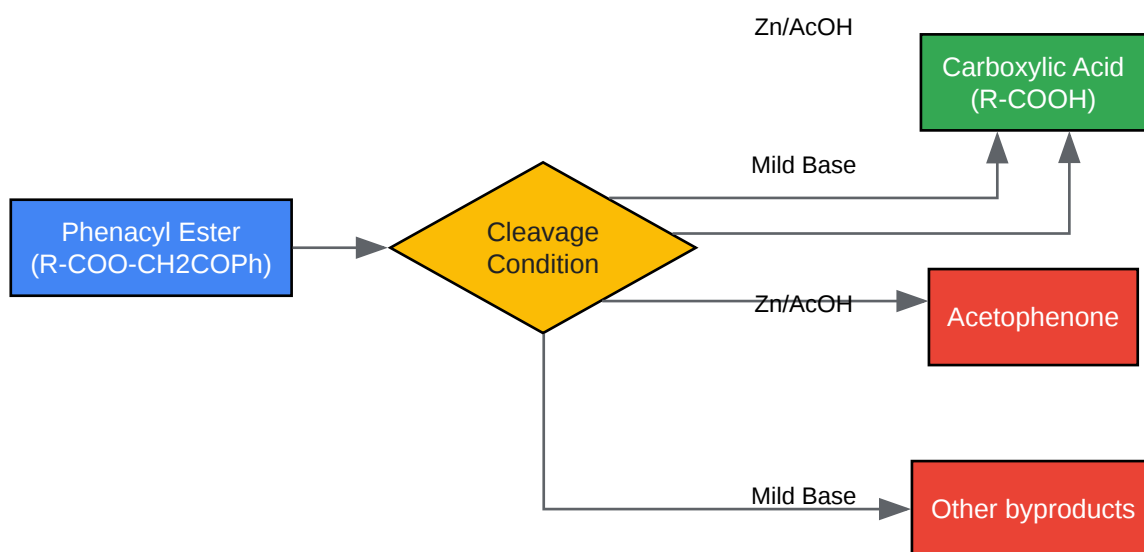 Zn/AcOH
Carboxylic Acid
(R-COOH)
Mild Base
Phenacyl Ester
(R-COO-CH2COPh)
Cleavage
Condition
Zn/AcOH
Acetophenone
Mild Base
Other byproducts